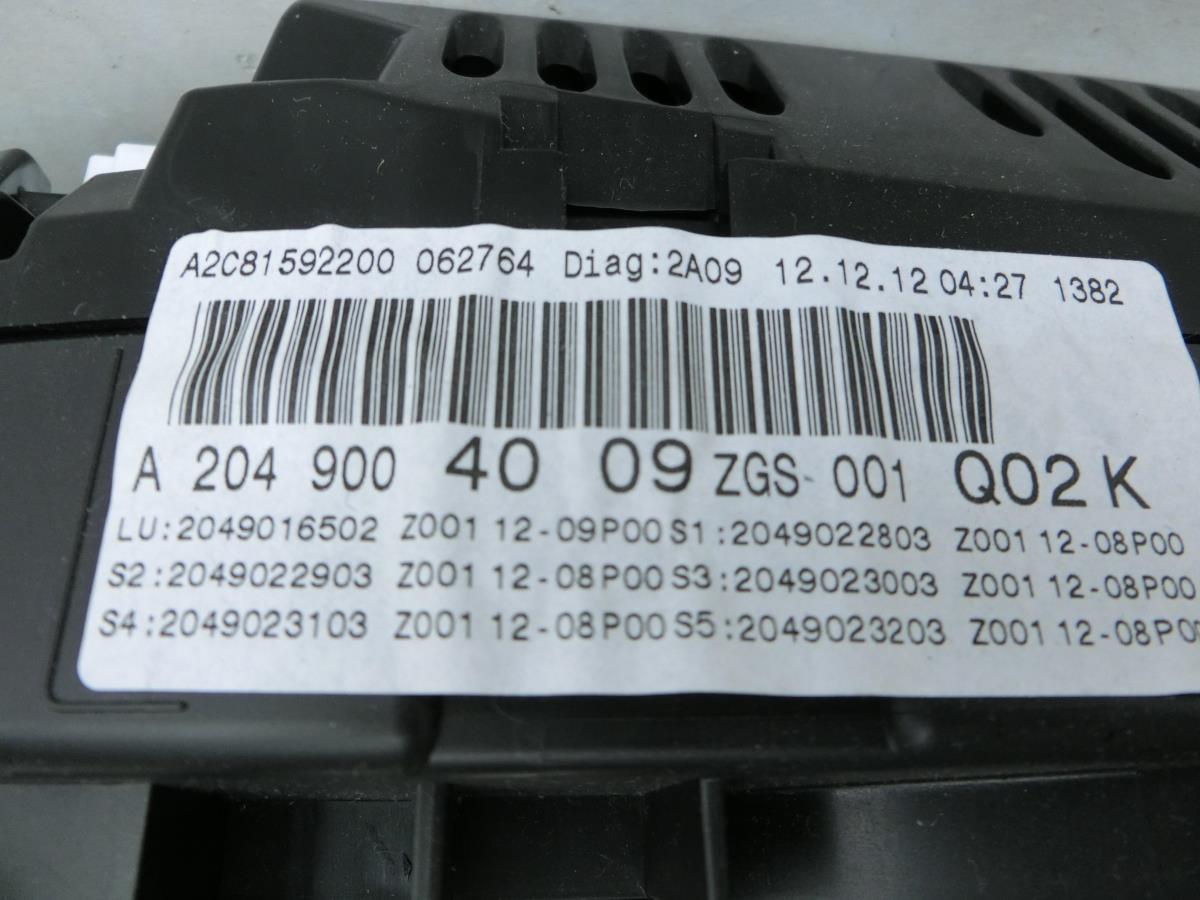 A2C81592200 062764 Diag:2A09 12.12.12 04:27 1382
A 204 900 40 09 ZGS 001 Q02 K
LU:2049016502 Z001 12-09P00 S1:2049022803 Z001 12-08P00
S2:2049022903 Z001 12-08P00 S3:2049023003 Z001 12-08P00
S4:2049023103 Z001 12-08P00 S5:2049023203 Z001 12-08P00